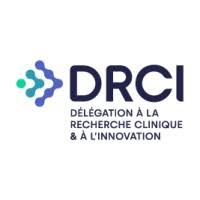 DRCI
DÉLÉGATION À LA
RECHERCHE CLINIQUE
& À L'INNOVATION